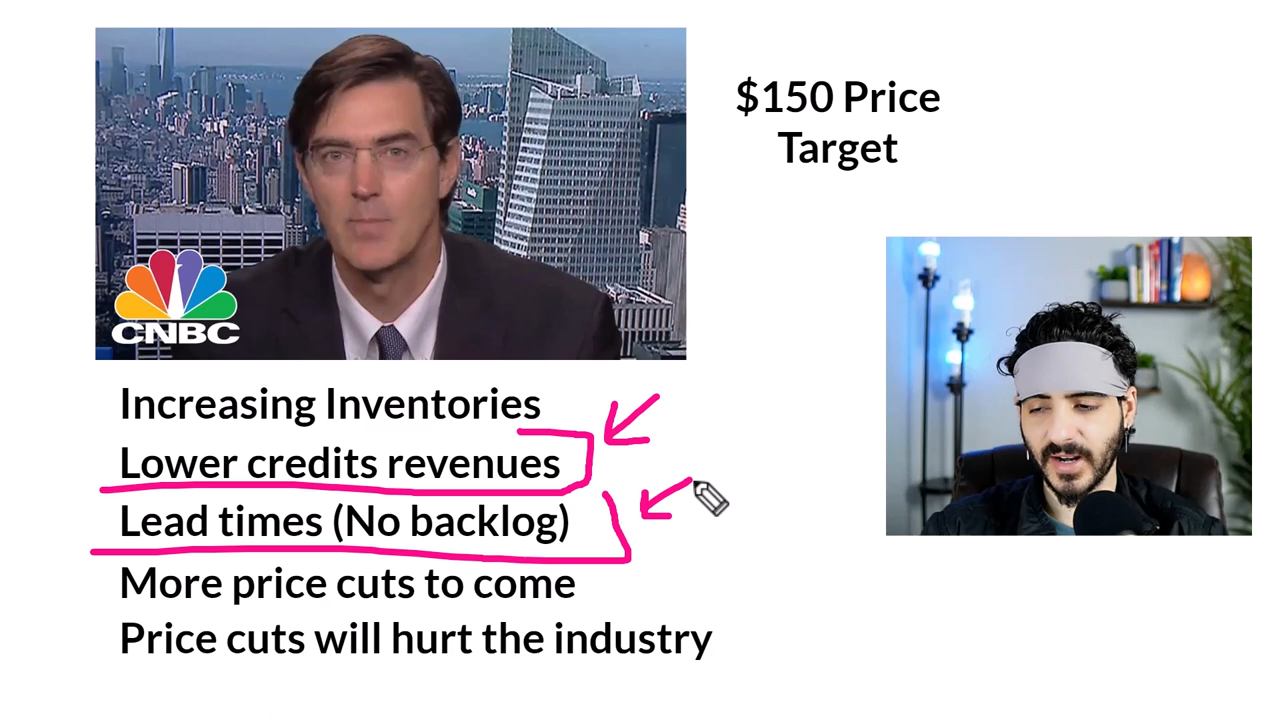 $150 Price
Target
CNBC
Increasing Inventories
Lower credits revenues
Lead times (No backlog)
More price cuts to come
Price cuts will hurt the industry